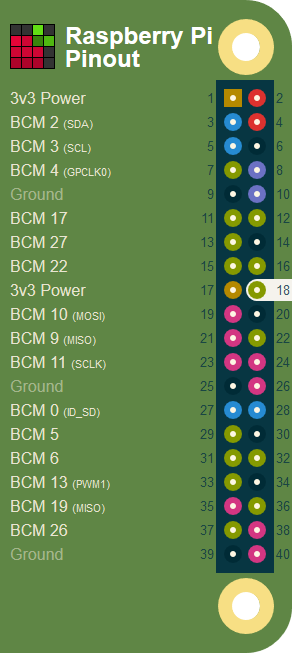 Raspberry Pi
Pinout
3v3 Power 1 2
BCM 2 (SDA) 3 4
BCM 3 (SCL) 5 6
BCM 4 (GPCLK0) 7 8
Ground 9 10
BCM 17 11 12
BCM 27 13 14
BCM 22 15 16
3v3 Power 17 18
BCM 10 (MOSI) 19 20
BCM 9 (MISO) 21 22
BCM 11 (SCLK) 23 24
Ground 25 26
BCM 0 (ID_SD) 27 28
BCM 5 29 30
BCM 6 31 32
BCM 13 (PWM1) 33 34
BCM 19 (MISO) 35 36
BCM 26 37 38
Ground 39 40